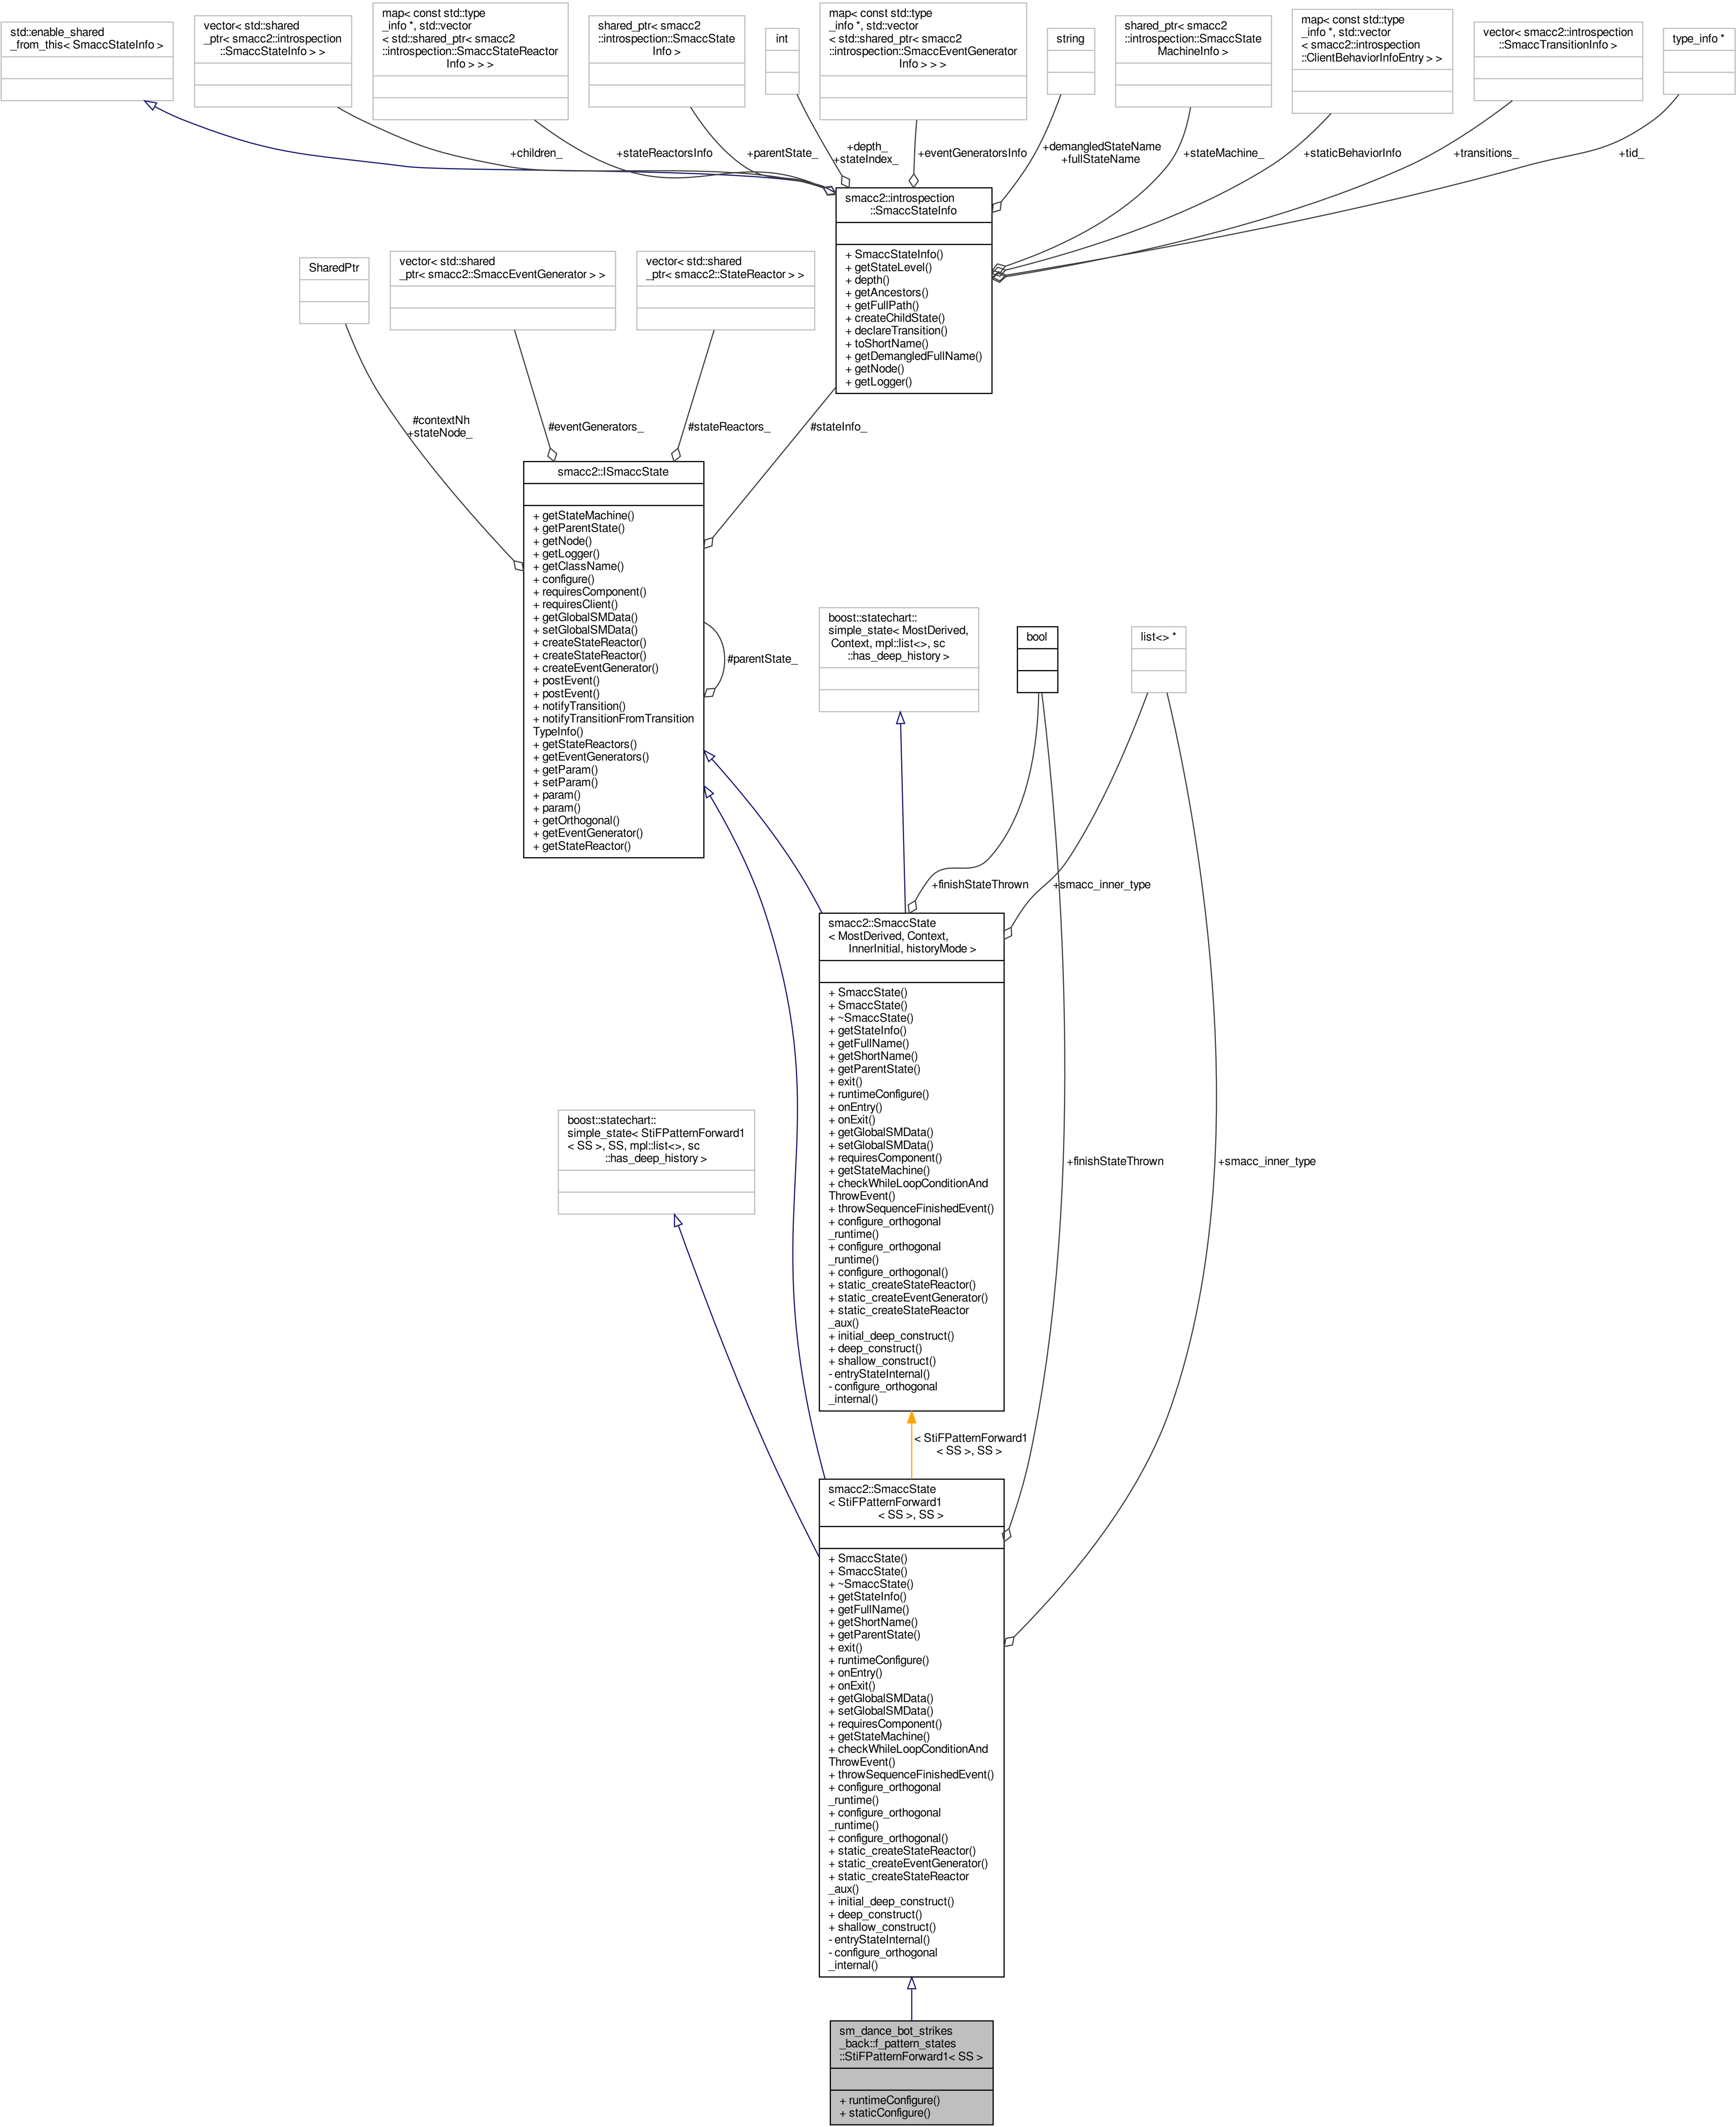 std::enable_shared
_from_this< SmaccStateInfo >
vector< std::shared
_ptr< smacc2::introspection
::SmaccStateInfo > >
map< const std::type
_info *, std::vector
< std::shared_ptr< smacc2
::introspection::SmaccStateReactor
Info > > >
shared_ptr< smacc2
::introspection::SmaccState
Info >
int
map< const std::type
_info *, std::vector
< std::shared_ptr< smacc2
::introspection::SmaccEventGenerator
Info > > >
string
shared_ptr< smacc2
::introspection::SmaccState
MachineInfo >
map< const std::type
_info *, std::vector
< smacc2::introspection
::ClientBehaviorInfoEntry > >
vector< smacc2::introspection
::SmaccTransitionInfo >
type_info *
+children_
+stateReactorsInfo
+parentState_
+depth_
+stateIndex_
+eventGeneratorsInfo
+demangledStateName
+fullStateName
+stateMachine_
+staticBehaviorInfo
+transitions_
+tid_
smacc2::introspection
::SmaccStateInfo
+ SmaccStateInfo()
+ getStateLevel()
+ depth()
+ getAncestors()
+ getFullPath()
+ createChildState()
+ declareTransition()
+ toShortName()
+ getDemangledFullName()
+ getNode()
+ getLogger()
SharedPtr
vector< std::shared
_ptr< smacc2::SmaccEventGenerator > >
vector< std::shared
_ptr< smacc2::StateReactor > >
#contextNh
+stateNode_
#eventGenerators_
#stateReactors_
#stateInfo_
smacc2::ISmaccState
+ getStateMachine()
+ getParentState()
+ getNode()
+ getLogger()
+ getClassName()
+ configure()
+ requiresComponent()
+ requiresClient()
+ getGlobalSMData()
+ setGlobalSMData()
+ createStateReactor()
+ createStateReactor()
+ createEventGenerator()
+ postEvent()
+ postEvent()
+ notifyTransition()
+ notifyTransitionFromTransition
TypeInfo()
+ getStateReactors()
+ getEventGenerators()
+ getParam()
+ setParam()
+ param()
+ param()
+ getOrthogonal()
+ getEventGenerator()
+ getStateReactor()
#parentState_
boost::statechart::
simple_state< MostDerived,
Context, mpl::list<>, sc
::has_deep_history >
bool
list<> *
+finishStateThrown
+smacc_inner_type
smacc2::SmaccState
< MostDerived, Context,
InnerInitial, historyMode >
+ SmaccState()
+ SmaccState()
+ ~SmaccState()
+ getStateInfo()
+ getFullName()
+ getShortName()
+ getParentState()
+ exit()
+ runtimeConfigure()
+ onEntry()
+ onExit()
+ getGlobalSMData()
+ setGlobalSMData()
+ requiresComponent()
+ getStateMachine()
+ checkWhileLoopConditionAnd
ThrowEvent()
+ throwSequenceFinishedEvent()
+ configure_orthogonal
_runtime()
+ configure_orthogonal
_runtime()
+ configure_orthogonal()
+ static_createStateReactor()
+ static_createEventGenerator()
+ static_createStateReactor
_aux()
+ initial_deep_construct()
+ deep_construct()
+ shallow_construct()
- entryStateInternal()
- configure_orthogonal
_internal()
boost::statechart::
simple_state< StiFPatternForward1
< SS >, SS, mpl::list<>, sc
::has_deep_history >
+finishStateThrown
+smacc_inner_type
< StiFPatternForward1
< SS >, SS >
smacc2::SmaccState
< StiFPatternForward1
< SS >, SS >
+ SmaccState()
+ SmaccState()
+ ~SmaccState()
+ getStateInfo()
+ getFullName()
+ getShortName()
+ getParentState()
+ exit()
+ runtimeConfigure()
+ onEntry()
+ onExit()
+ getGlobalSMData()
+ setGlobalSMData()
+ requiresComponent()
+ getStateMachine()
+ checkWhileLoopConditionAnd
ThrowEvent()
+ throwSequenceFinishedEvent()
+ configure_orthogonal
_runtime()
+ configure_orthogonal
_runtime()
+ configure_orthogonal()
+ static_createStateReactor()
+ static_createEventGenerator()
+ static_createStateReactor
_aux()
+ initial_deep_construct()
+ deep_construct()
+ shallow_construct()
- entryStateInternal()
- configure_orthogonal
_internal()
sm_dance_bot_strikes
_back::f_pattern_states
::StiFPatternForward1< SS >
+ runtimeConfigure()
+ staticConfigure()